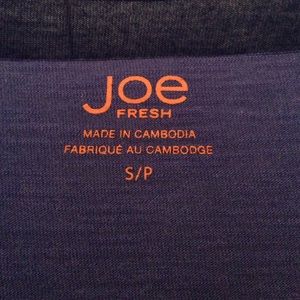 Joe
FRESH
MADE IN CAMBODIA
FABRIQUÉ AU CAMBODGE
S/P